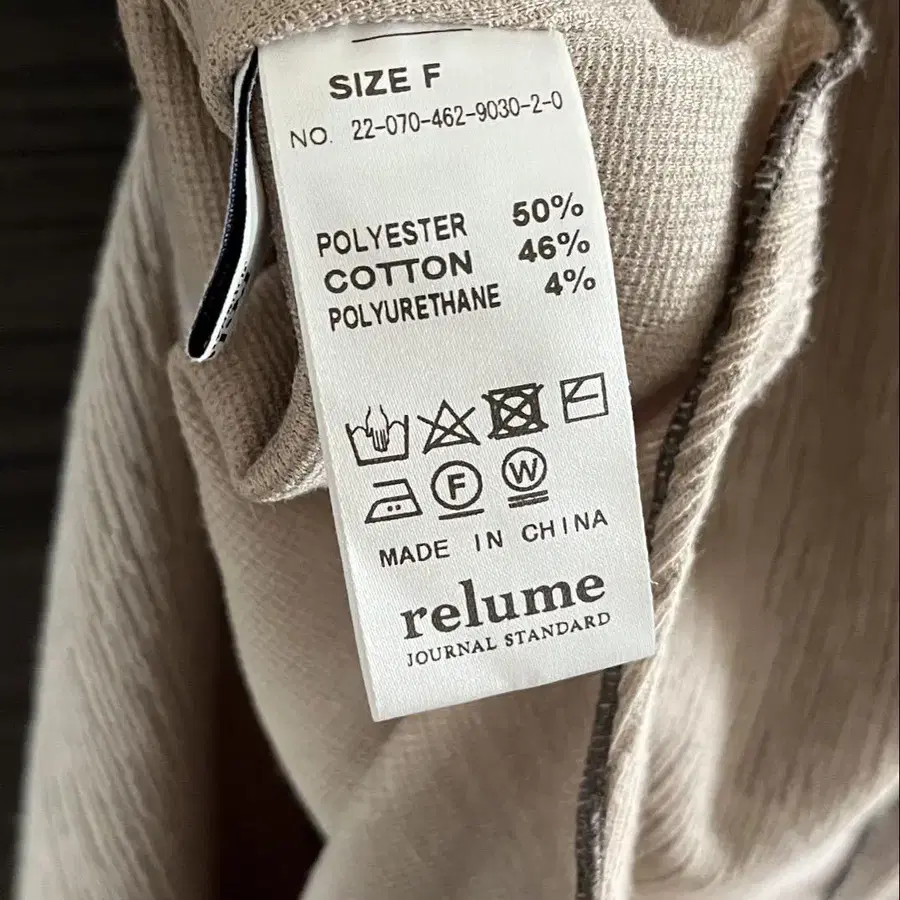 SIZE F
NO. 22-070-462-9030-2-0
POLYESTER 50%
COTTON 46%
POLYURETHANE 4%
F W
MADE IN CHINA
relume
JOURNAL STANDARD